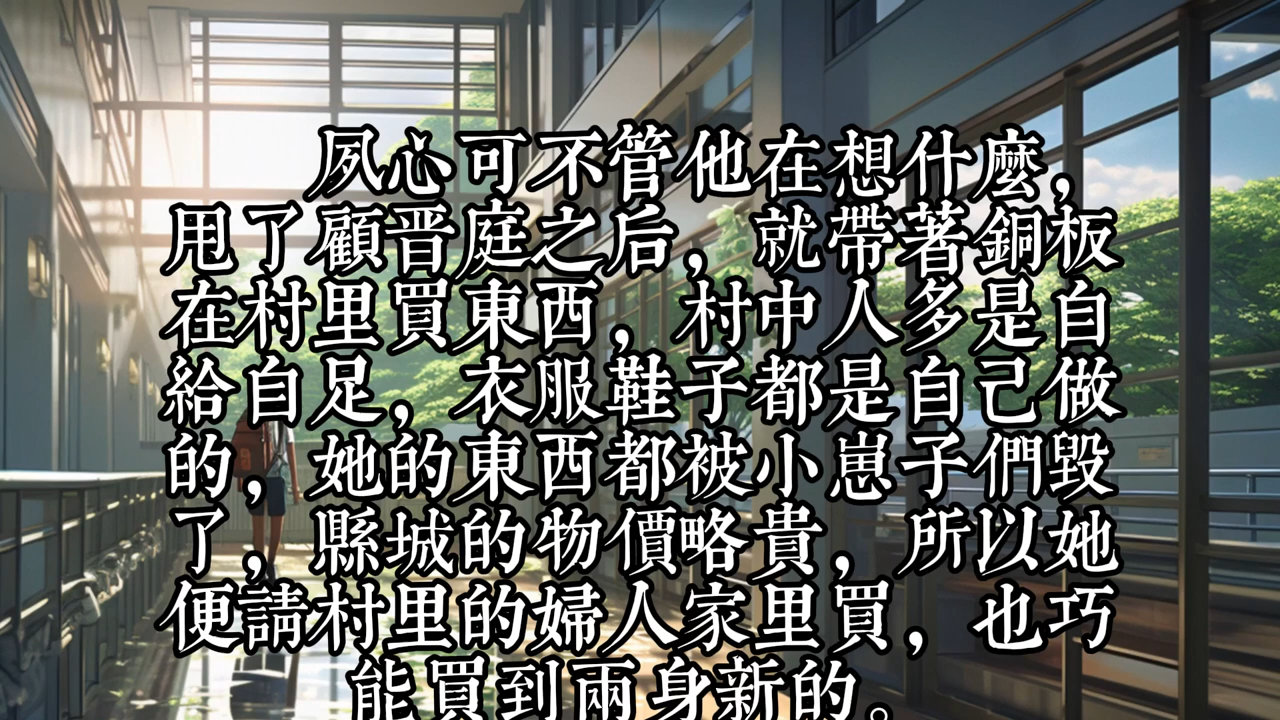 夙心可不管他在想什麼，
甩了顧晋庭之后，就帶著銅板
在村里買東西，村中人多是自
給自足，衣服鞋子都是自己做
的，她的東西都被小崽子們毀
了，縣城的物價略貴，所以她
便請村里的婦人家里買，也巧
能買到兩身新的。